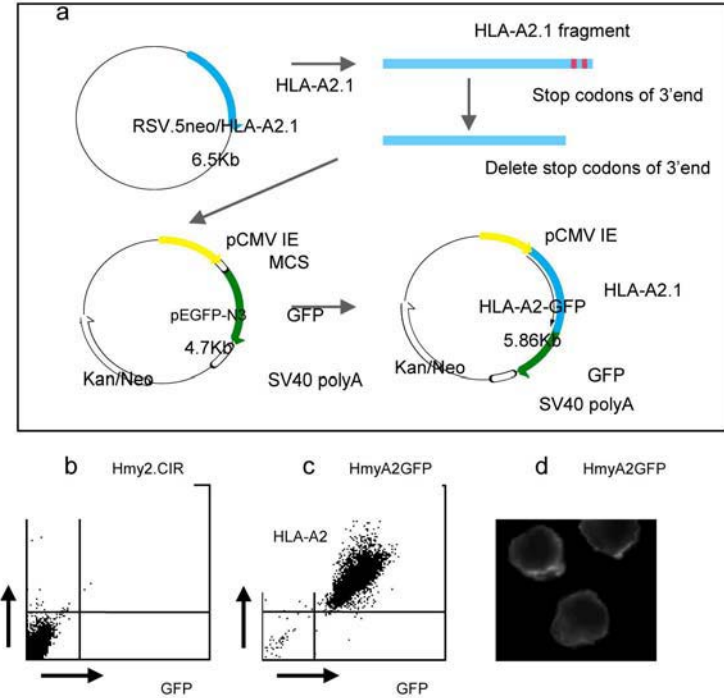 a
HLA-A2.1 fragment
HLA-A2.1
Stop codons of 3'end
RSV.5neo/HLA-A2.1
6.5Kb
Delete stop codons of 3'end
pCMV IE
MCS
pEGFP-N3
GFP
4.7Kb
Kan/Neo
SV40 polyA
pCMV IE
HLA-A2.1
HLA-A2-GFP
5.86Kb
Kan/Neo
GFP
SV40 polyA
b
Hmy2.CIR
GFP
c
HmyA2GFP
HLA-A2
GFP
d
HmyA2GFP